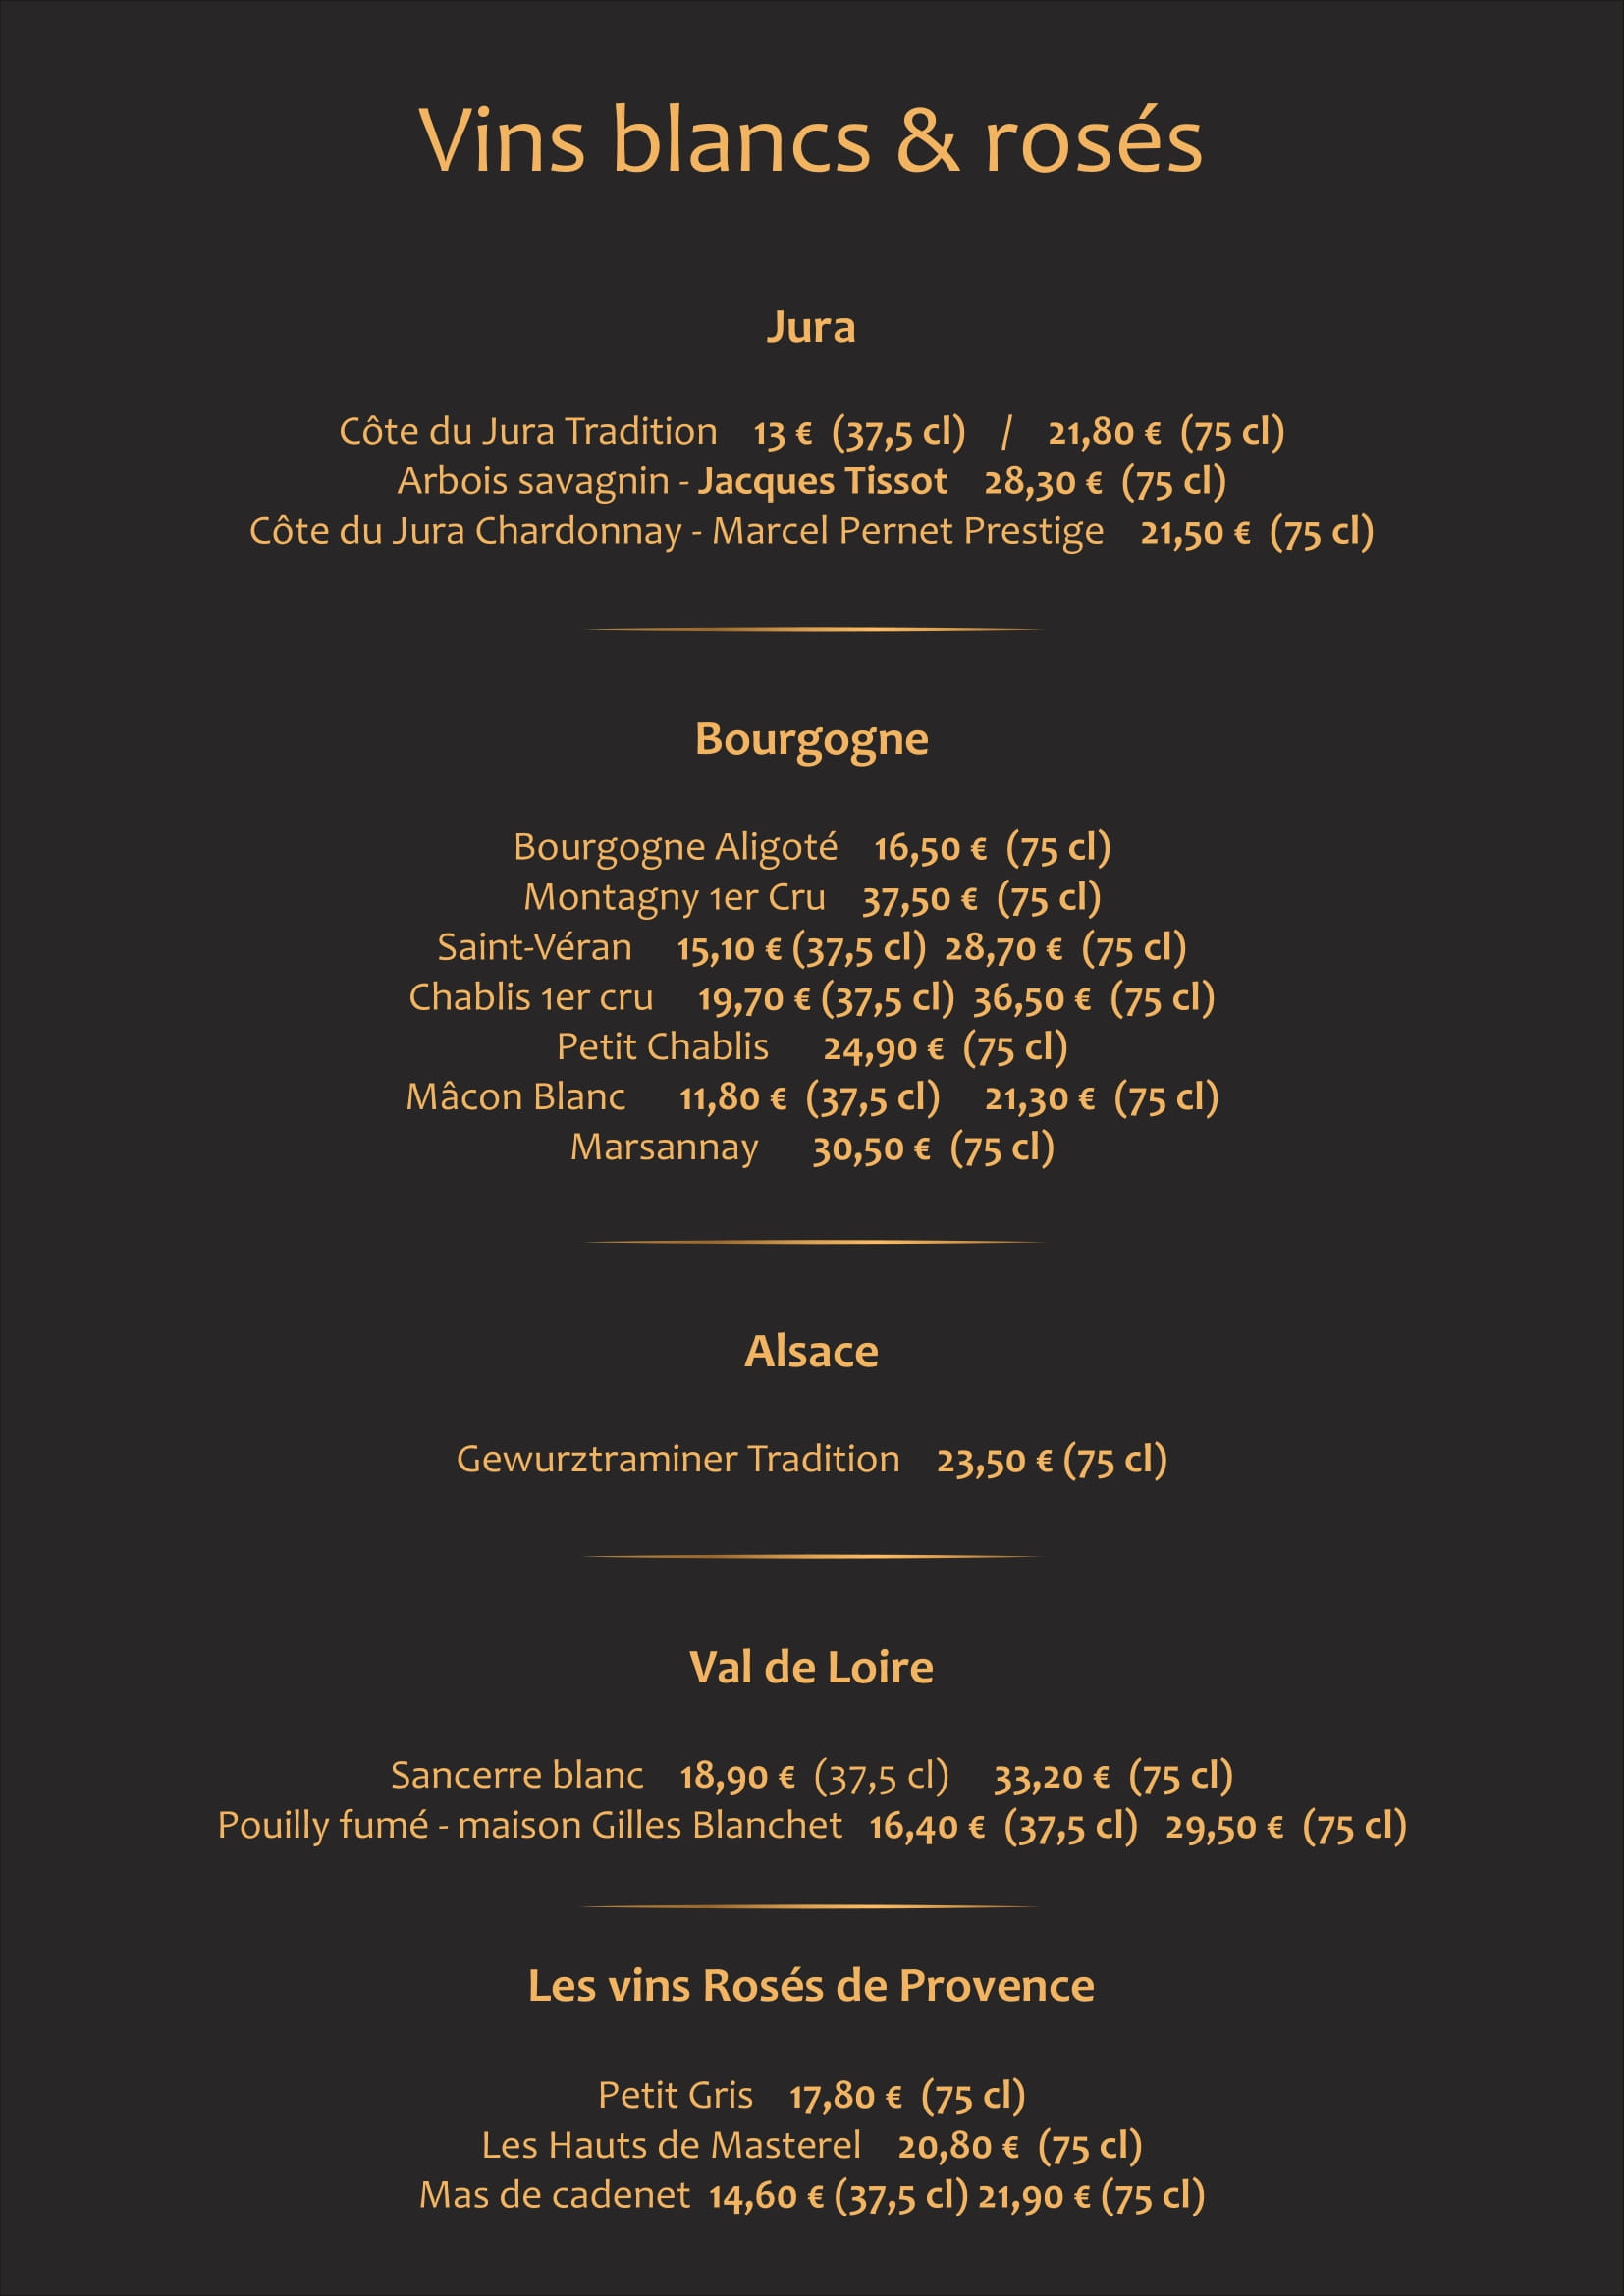 Vins blancs & rosés
Jura
Côte du Jura Tradition 13 € (37,5 cl) / 21,80 € (75 cl)
Arbois savagnin - Jacques Tissot 28,30 € (75 cl)
Côte du Jura Chardonnay - Marcel Pernet Prestige 21,50 € (75 cl)
Bourgogne
Bourgogne Aligoté 16,50 € (75 cl)
Montagny 1er Cru 37,50 € (75 cl)
Saint-Véran 15,10 € (37,5 cl) 28,70 € (75 cl)
Chablis 1er cru 19,70 € (37,5 cl) 36,50 € (75 cl)
Petit Chablis 24,90 € (75 cl)
Mâcon Blanc 11,80 € (37,5 cl) 21,30 € (75 cl)
Marsannay 30,50 € (75 cl)
Alsace
Gewurztraminer Tradition 23,50 € (75 cl)
Val de Loire
Sancerre blanc 18,90 € (37,5 cl) 33,20 € (75 cl)
Pouilly fumé - maison Gilles Blanchet 16,40 € (37,5 cl) 29,50 € (75 cl)
Les vins Rosés de Provence
Petit Gris 17,80 € (75 cl)
Les Hauts de Masterel 20,80 € (75 cl)
Mas de cadenet 14,60 € (37,5 cl) 21,90 € (75 cl)